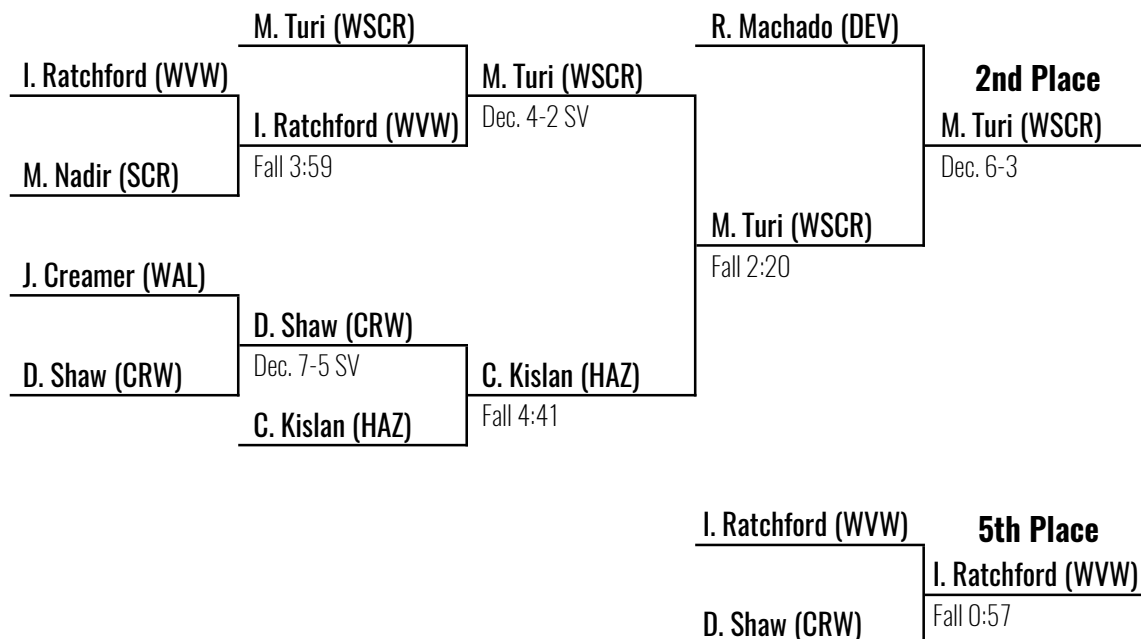 M. Turi (WSCR)
R. Machado (DEV)
I. Ratchford (WVW)
M. Turi (WSCR)
2nd Place
I. Ratchford (WVW)
Dec. 4-2 SV
M. Turi (WSCR)
M. Nadir (SCR)
Fall 3:59
Dec. 6-3
M. Turi (WSCR)
J. Creamer (WAL)
Fall 2:20
D. Shaw (CRW)
D. Shaw (CRW)
Dec. 7-5 SV
C. Kislan (HAZ)
C. Kislan (HAZ)
Fall 4:41
I. Ratchford (WVW)
5th Place
I. Ratchford (WVW)
D. Shaw (CRW)
Fall 0:57